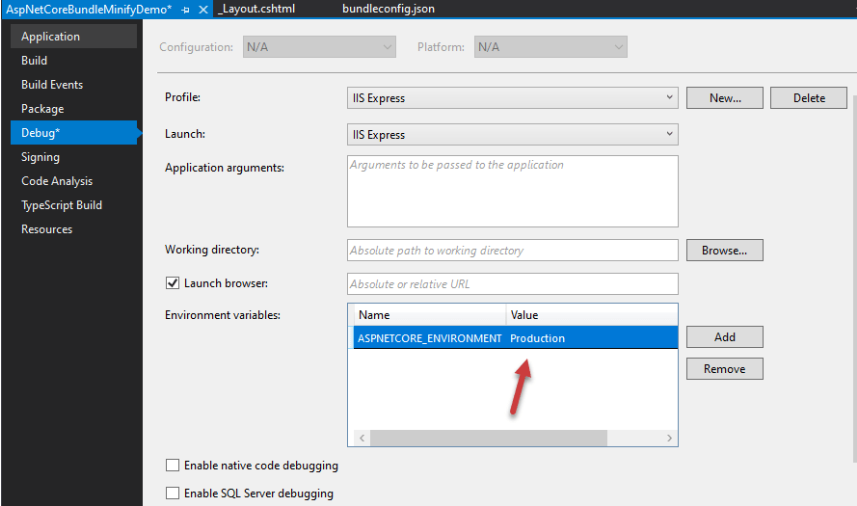 AspNetCoreBundleMinifyDemo* _Layout.cshtml bundleconfig.json
Application
Build
Build Events
Package
Debug*
Signing
Code Analysis
TypeScript Build
Resources
Configuration: N/A Platform: N/A
Profile: IIS Express New... Delete
Launch: IIS Express
Application arguments: Arguments to be passed to the application
Working directory: Absolute path to working directory Browse...
Launch browser: Absolute or relative URL
Environment variables: Name Value
ASPNETCORE_ENVIRONMENT Production Add
Remove
Enable native code debugging
Enable SQL Server debugging